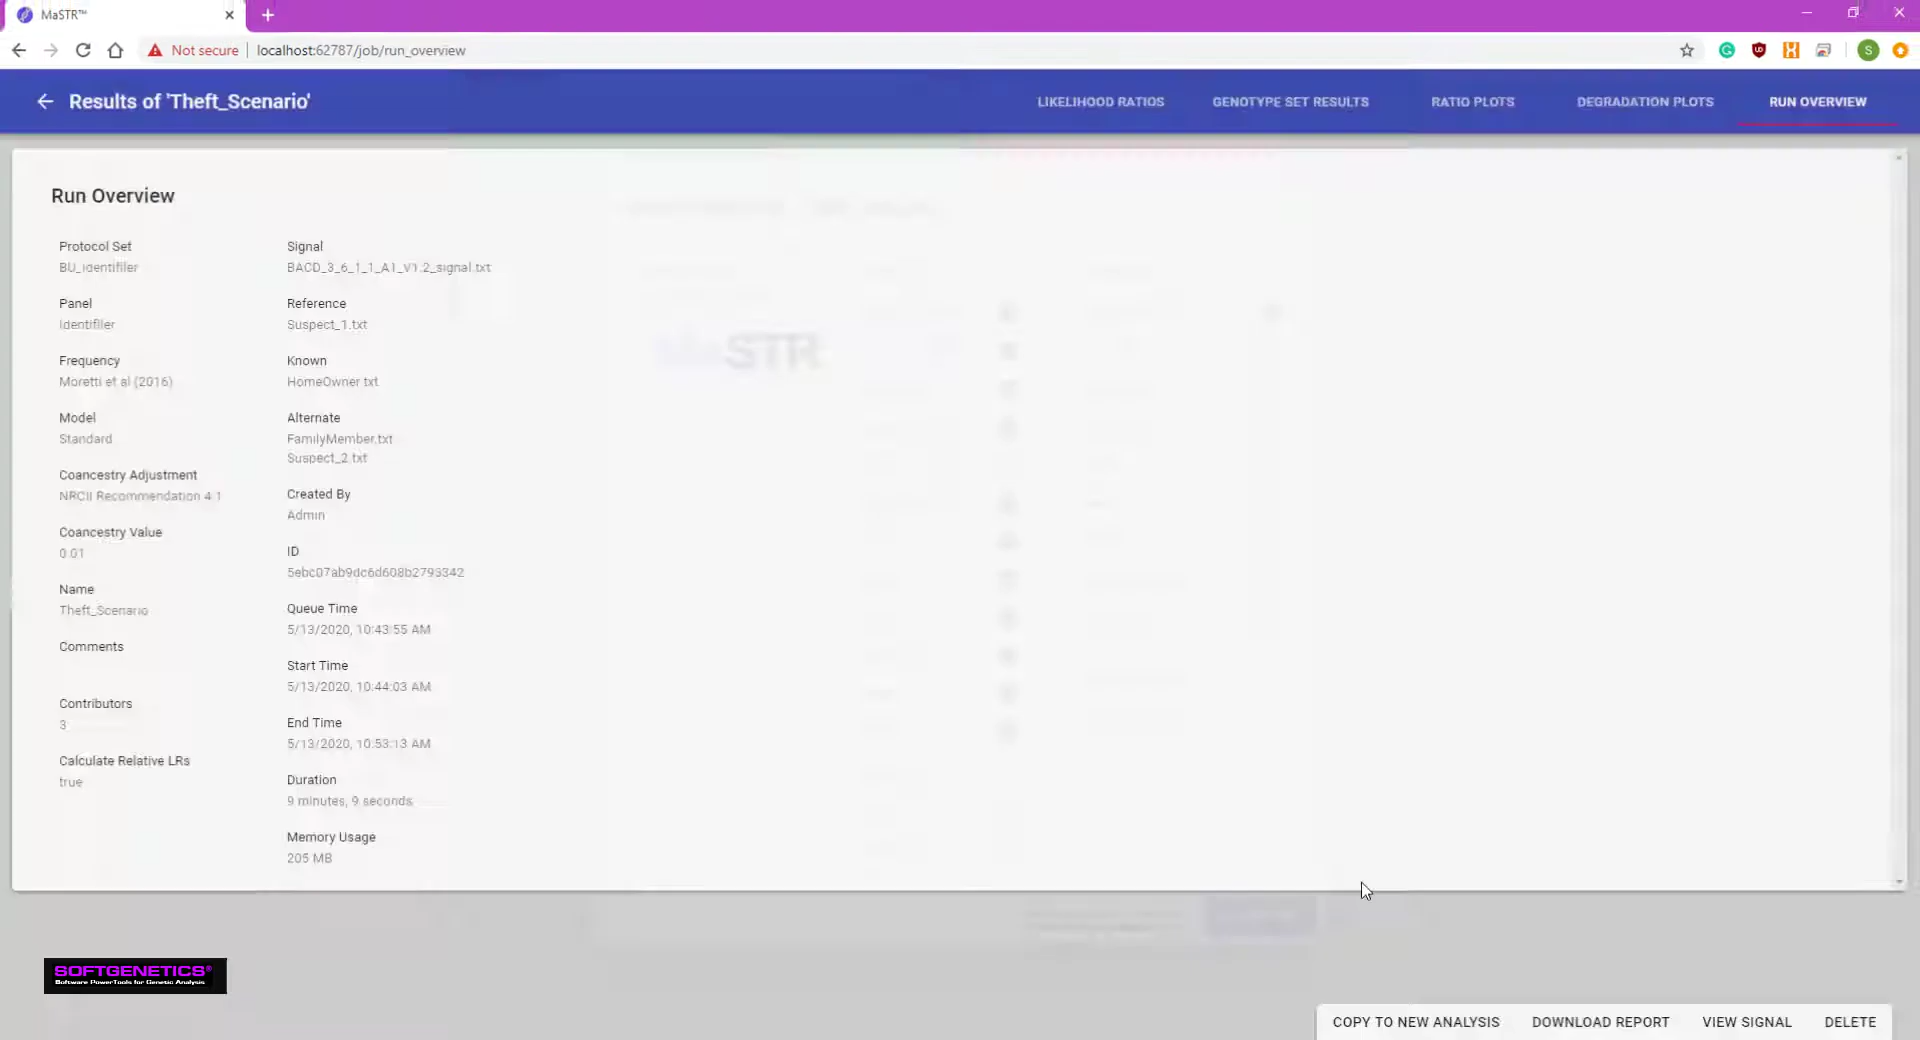 MaSTR™
Not secure
localhost:62787/job/run_overview
S
Results of 'Theft_Scenario'
LIKELIHOOD RATIOS
GENOTYPE SET RESULTS
RATIO PLOTS
DEGRADATION PLOTS
RUN OVERVIEW
Run Overview
Protocol Set
BU_Identifiler
Panel
Identifiler
Frequency
Moretti et al (2016)
Model
Standard
Coancestry Adjustment
NRCII Recommendation 4.1
Coancestry Value
0.01
Name
Theft_Scenario
Comments
Contributors
3
Calculate Relative LRs
true
Signal
BACD_3_6_1_1_A1_V1.2_signal.txt
Reference
Suspect_1.txt
Known
HomeOwner.txt
Alternate
FamilyMember.txt
Suspect_2.txt
Created By
Admin
ID
5ebc07ab9dc6d608b2793342
Queue Time
5/13/2020, 10:43:55 AM
Start Time
5/13/2020, 10:44:03 AM
End Time
5/13/2020, 10:53:13 AM
Duration
9 minutes, 9 seconds
Memory Usage
205 MB
MaSTR
SOFTGENETICS®
Software PowerTools for Genetic Analysis
COPY TO NEW ANALYSIS
DOWNLOAD REPORT
VIEW SIGNAL
DELETE